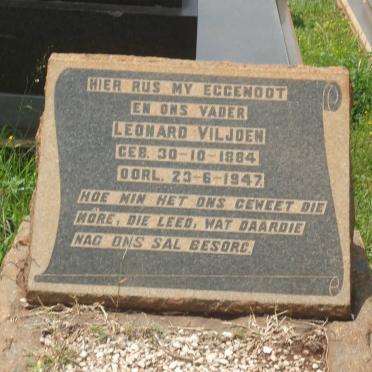 HIER RUS MY EGGENOOT
EN ONS VADER
LEONARD VILJOEN
GEB. 30-10-1884
OORL. 23-6-1947.
HOE MIN HET ONS GEWEET DIE
MÔRE, DIE LEED, WAT DAARDIE
NAG ONS SAL BESORG.